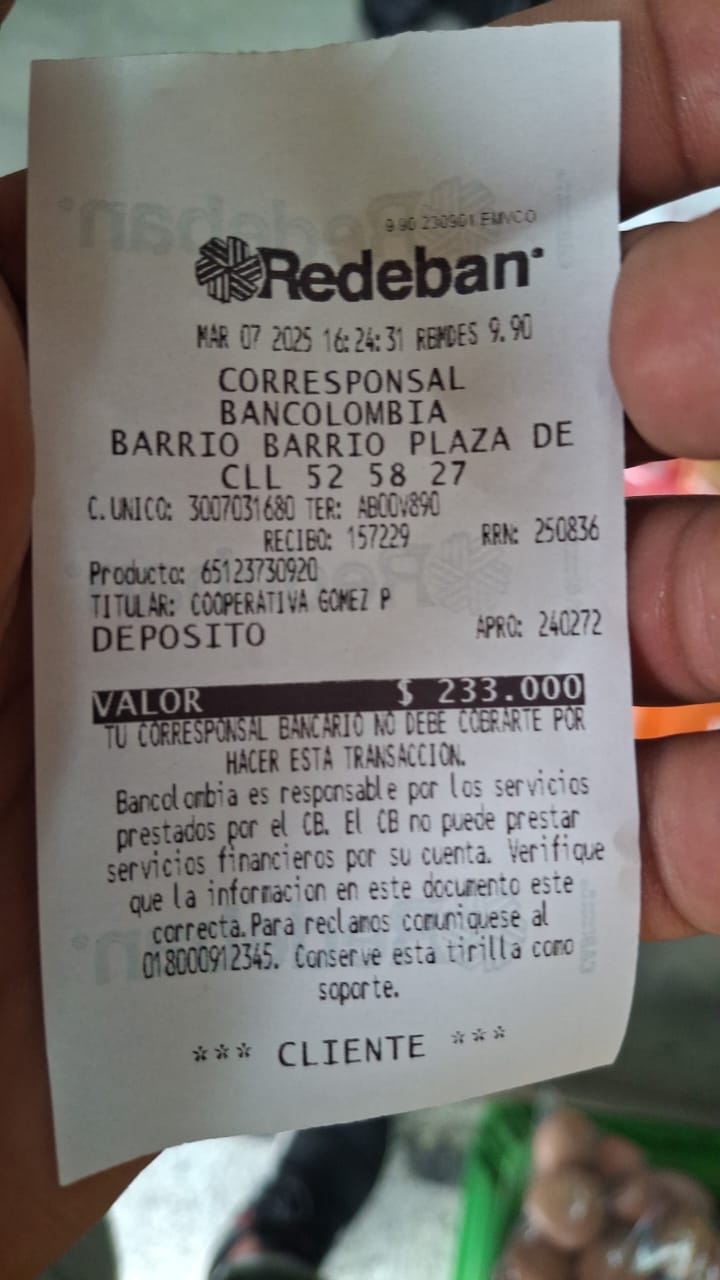 9.90 230901 EMVCO
Redeban
MAR 07 2025 16:24:31 RBMDES 9.90
CORRESPONSAL
BANCOLOMBIA
BARRIO BARRIO PLAZA DE
CLL 52 58 27
C.UNICO: 3007031680 TER: AB00V890
RECIBO: 157229 RRN: 250836
Producto: 65123730920
TITULAR: COOPERATIVA GOMEZ P
DEPOSITO APRO: 240272
VALOR $ 233.000
TU CORRESPONSAL BANCARIO NO DEBE COBRARTE POR
HACER ESTA TRANSACCION.
Bancolombia es responsable por los servicios
prestados por el CB. El CB no puede prestar
servicios financieros por su cuenta. Verifique
que la informacion en este documento este
correcta.Para reclamos comuniquese al
018000912345. Conserve esta tirilla como
soporte.
*** CLIENTE ***